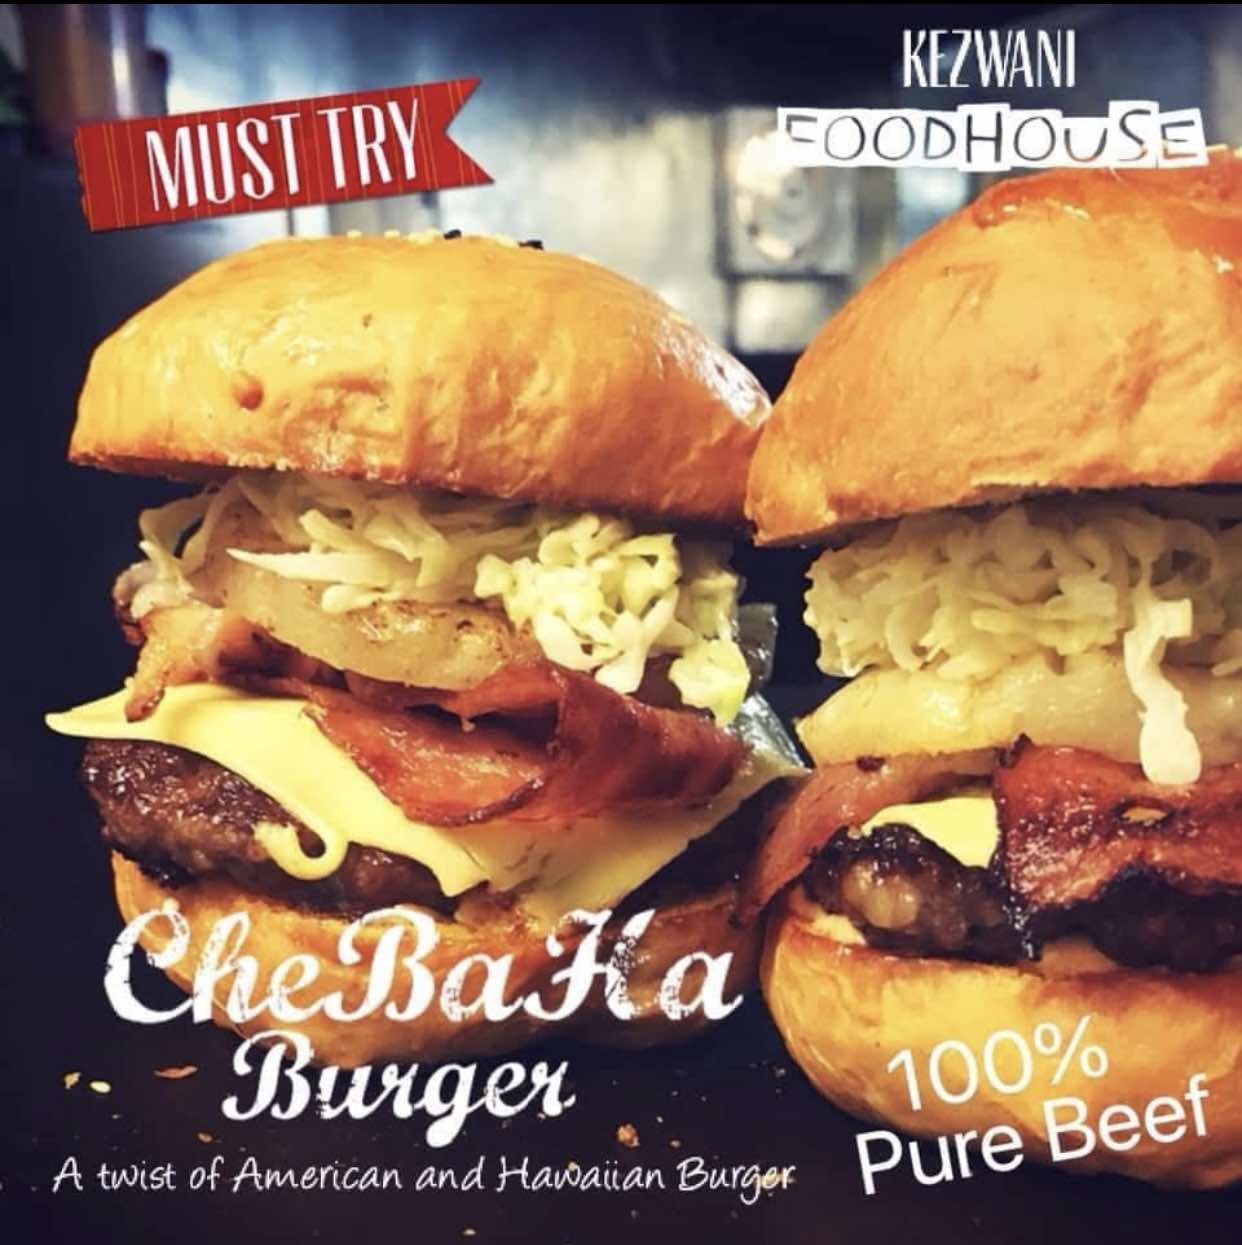 KEZWANI
FOODHOUSE
MUST TRY
CheBaHa
Burger
A twist of American and Hawaiian Burger
100%
Pure Beef